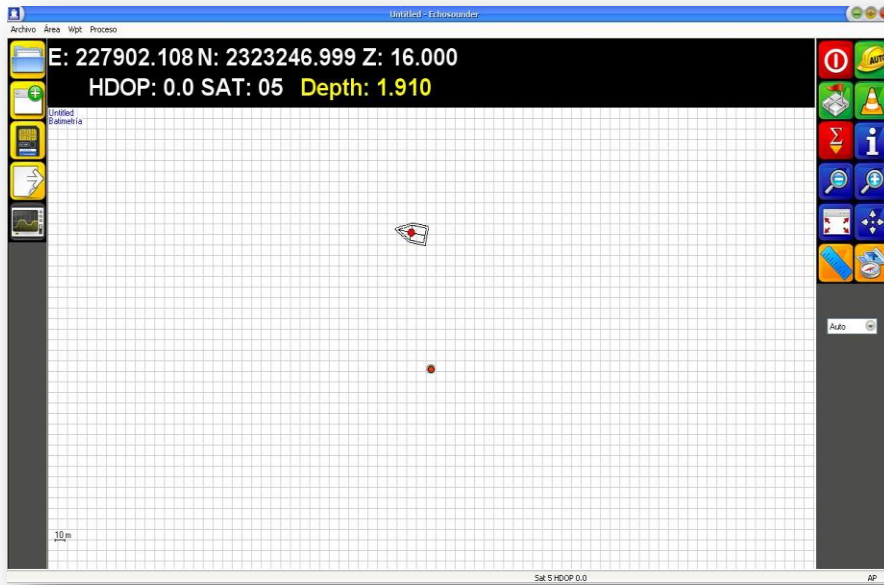 Untitled - Echosounder
Archivo Área Wpt Proceso
E: 227902.108 N: 2323246.999 Z: 16.000
HDOP: 0.0 SAT: 05 Depth: 1.910
AUTO
Untitled
Batimetría
Auto
10 m
Sat 5 HDOP 0.0 AP